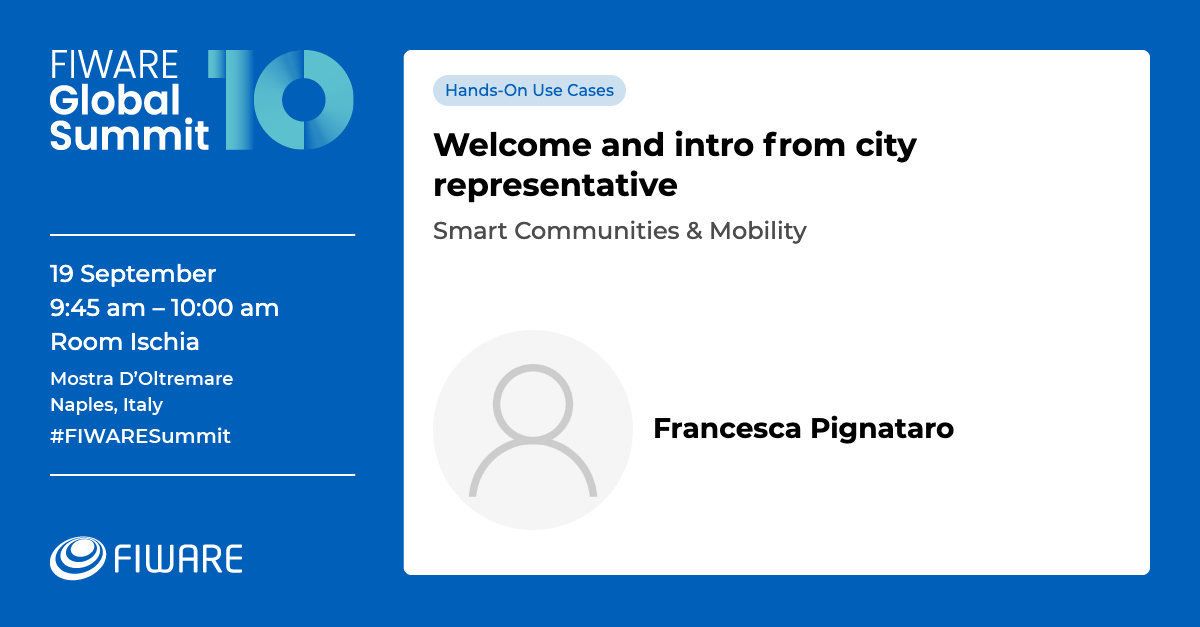 FIWARE
Global
Summit
10
19 September
9:45 am – 10:00 am
Room Ischia
Mostra D’Oltremare
Naples, Italy
#FIWARESummit
FIWARE
Hands-On Use Cases
Welcome and intro from city
representative
Smart Communities & Mobility
Francesca Pignataro